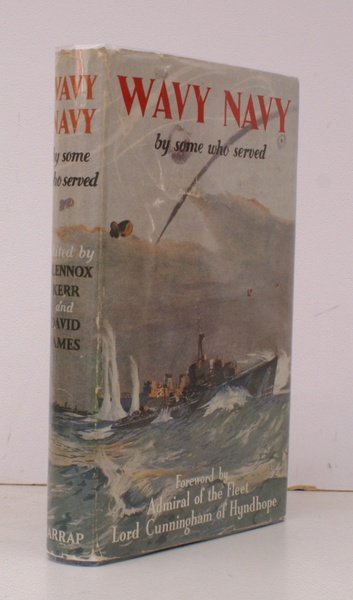 WAVY NAVY
by some who served
Foreword by
Admiral of the Fleet
Lord Cunningham of Hyndhope
WAVY
NAVY
by some
who served
edited by
LENNOX
KERR
and
DAVID
JAMES
HARRAP